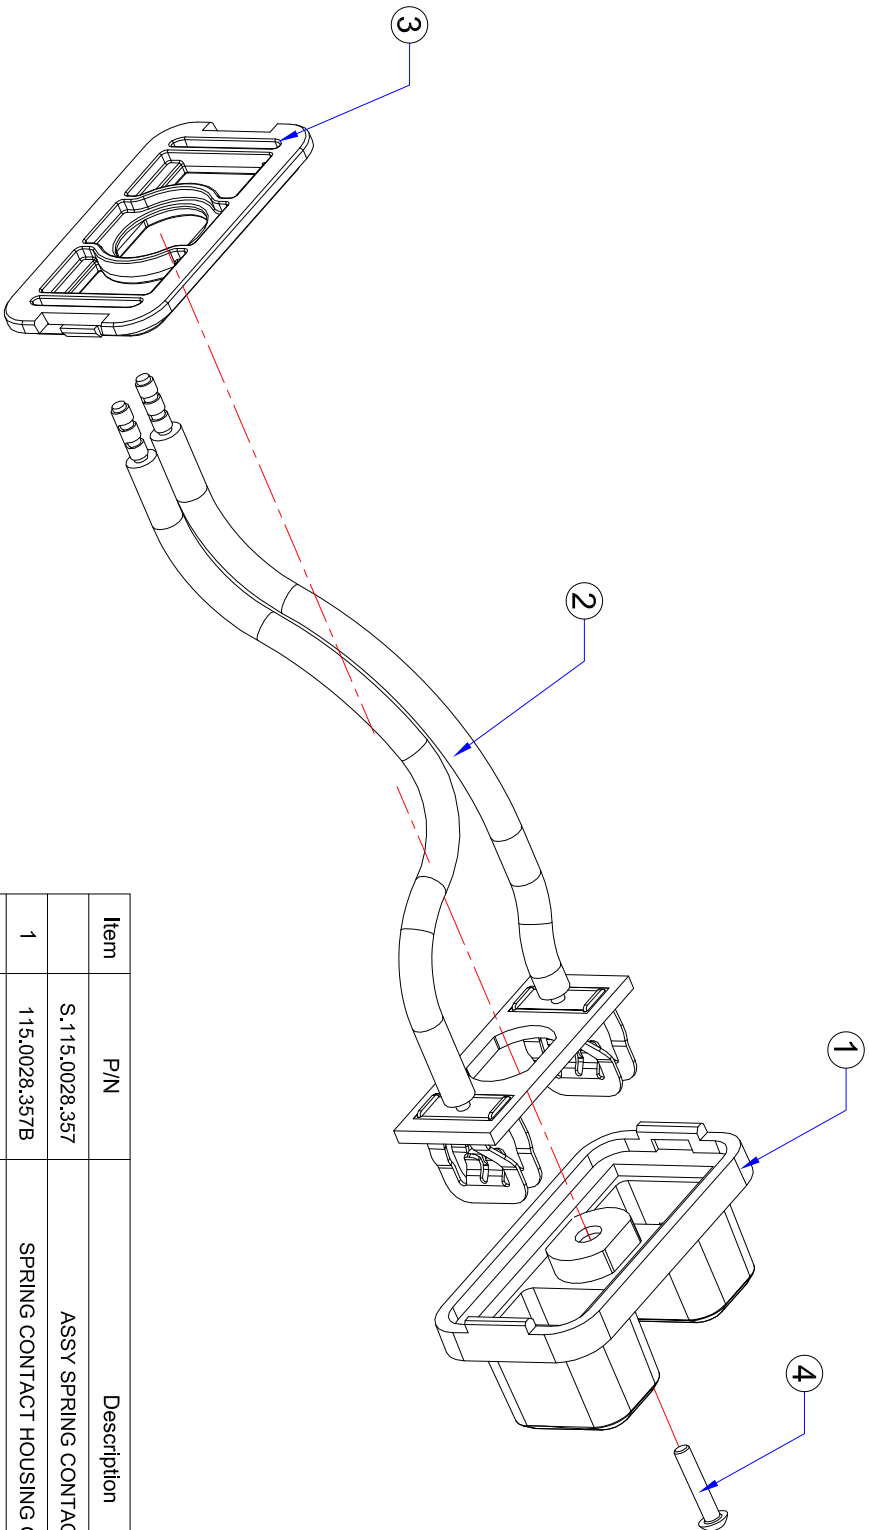 1
4
2
3
Item P/N Description
S.115.0028.357 ASSY SPRING CONTAC
1 115.0028.357B SPRING CONTACT HOUSING